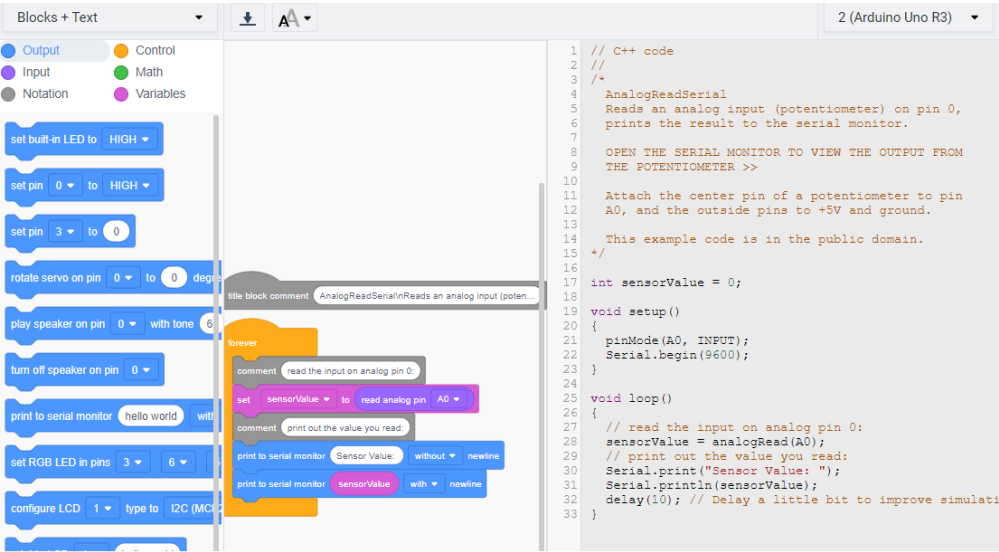 Blocks + Text
2 (Arduino Uno R3)
Output
Control
Input
Math
Notation
Variables
set built-in LED to HIGH
set pin 0 to HIGH
set pin 3 to 0
rotate servo on pin 0 to 0 degre
play speaker on pin 0 with tone 6
turn off speaker on pin 0
print to serial monitor hello world with
set RGB LED in pins 3 6
configure LCD 1 type to I2C (MC
title block comment AnalogReadSerial\nReads an analog input (poten...
forever
comment read the input on analog pin 0:
set sensorValue to read analog pin A0
comment print out the value you read:
print to serial monitor Sensor Value: without newline
print to serial monitor sensorValue with newline
1 // C++ code
2 //
3 /*
4 AnalogReadSerial
5 Reads an analog input (potentiometer) on pin 0,
6 prints the result to the serial monitor.
7
8 OPEN THE SERIAL MONITOR TO VIEW THE OUTPUT FROM
9 THE POTENTIOMETER >>
10
11 Attach the center pin of a potentiometer to pin
12 A0, and the outside pins to +5V and ground.
13
14 This example code is in the public domain.
15 */
16
17 int sensorValue = 0;
18
19 void setup()
20 {
21 pinMode(A0, INPUT);
22 Serial.begin(9600);
23 }
24
25 void loop()
26 {
27 // read the input on analog pin 0:
28 sensorValue = analogRead(A0);
29 // print out the value you read:
30 Serial.print("Sensor Value: ");
31 Serial.println(sensorValue);
32 delay(10); // Delay a little bit to improve simulati
33 }